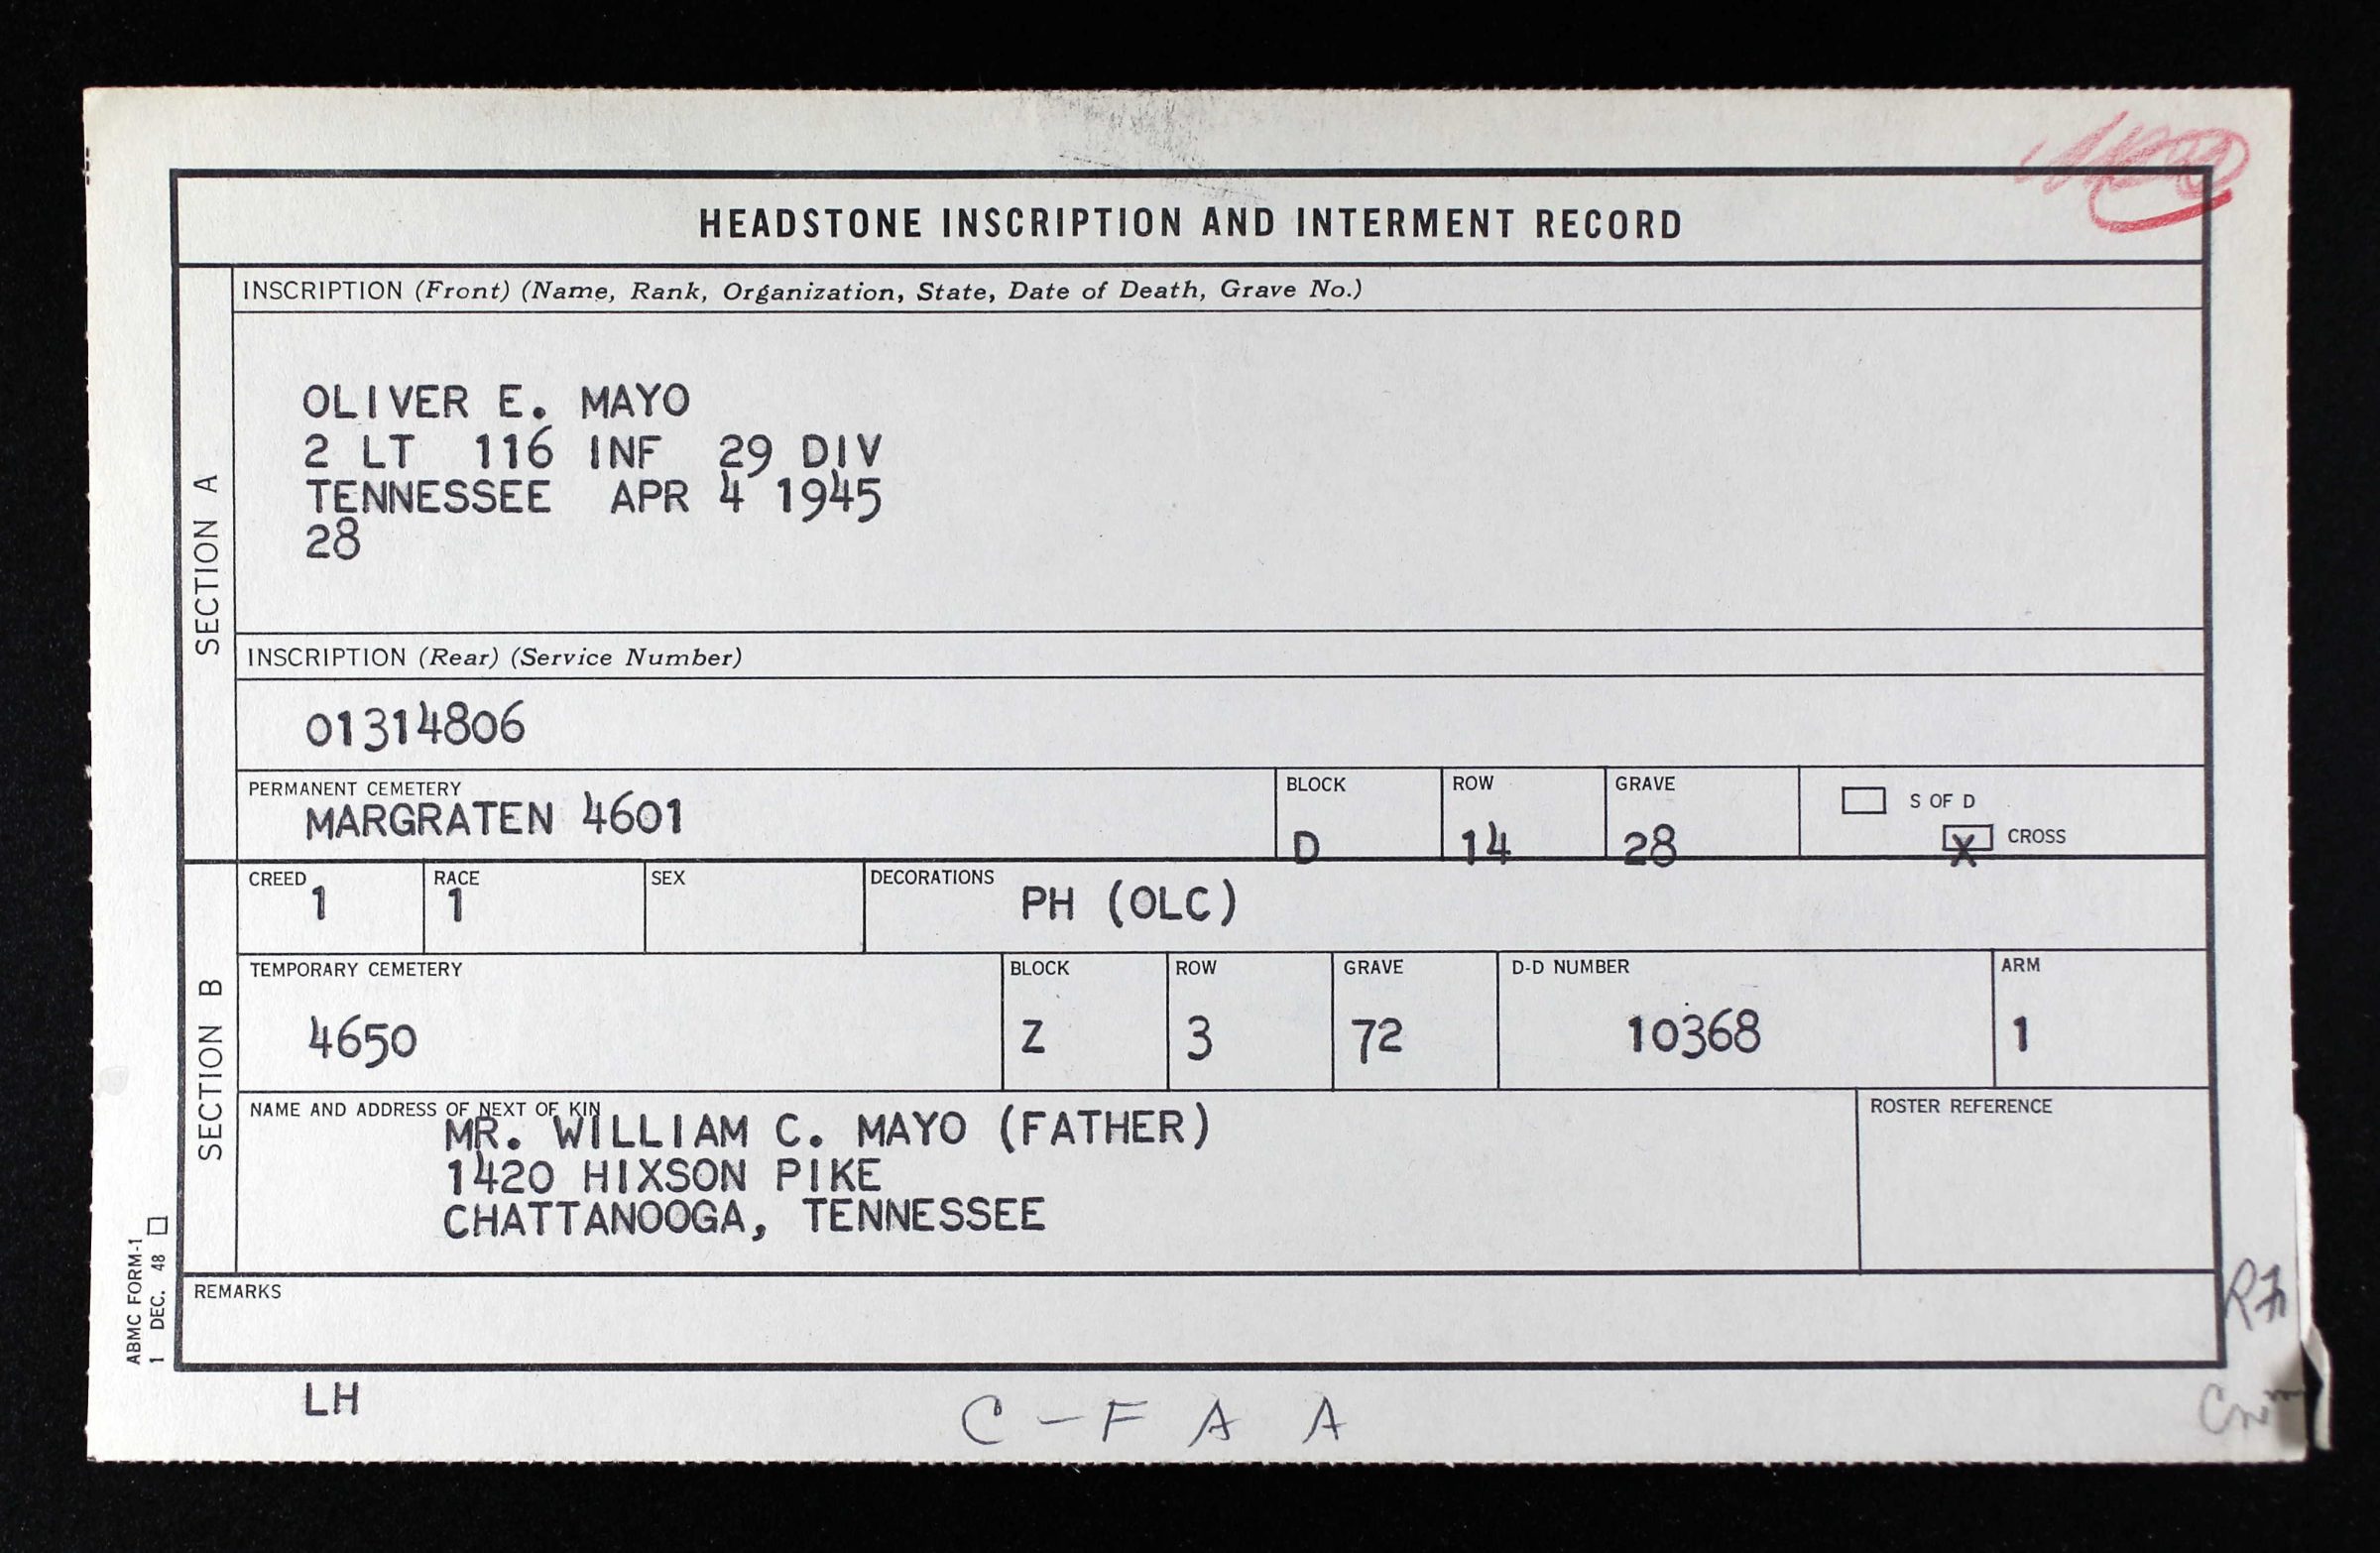 HEADSTONE INSCRIPTION AND INTERMENT RECORD
SECTION A
INSCRIPTION (Front) (Name, Rank, Organization, State, Date of Death, Grave No.)
OLIVER E. MAYO
2 LT 116 INF 29 DIV
TENNESSEE APR 4 1945
28
INSCRIPTION (Rear) (Service Number)
01314806
PERMANENT CEMETERY BLOCK ROW GRAVE
MARGRATEN 4601 D 14 28
S OF D
X CROSS
SECTION B
CREED RACE SEX DECORATIONS
1 1 PH (OLC)
TEMPORARY CEMETERY BLOCK ROW GRAVE D-D NUMBER ARM
4650 Z 3 72 10368 1
NAME AND ADDRESS OF NEXT OF KIN ROSTER REFERENCE
MR. WILLIAM C. MAYO (FATHER)
1420 HIXSON PIKE
CHATTANOOGA, TENNESSEE
REMARKS
ABMC FORM-1
1 DEC. 48
LH
C - F A A